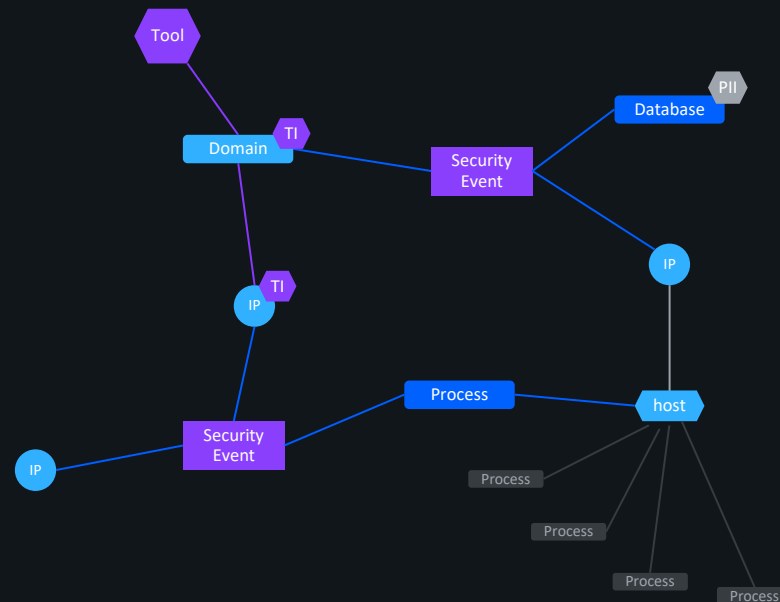 Tool
PII
Database
TI
Domain
Security
Event
IP
TI
IP
Process
host
Security
Event
IP
Process
Process
Process
Process